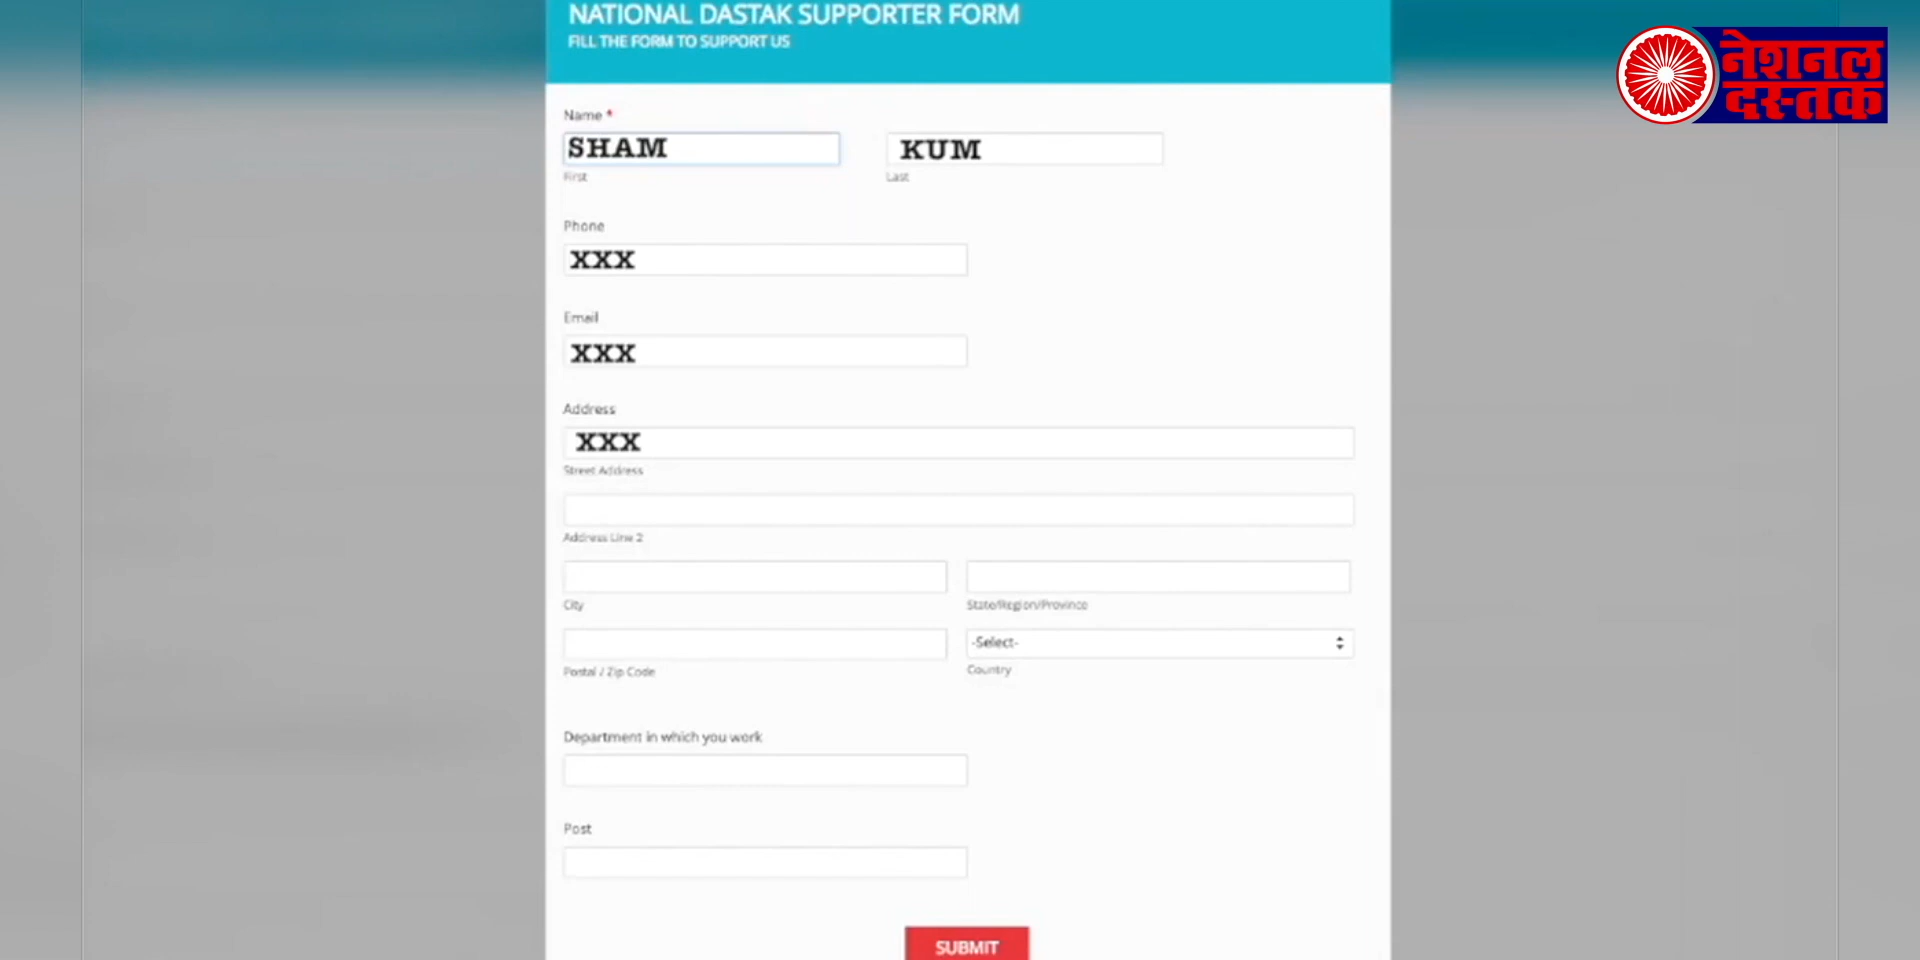 NATIONAL DASTAK SUPPORTER FORM
FILL THE FORM TO SUPPORT US
नेशनल
दस्तक
Name *
SHAM KUM
First Last
Phone
XXX
Email
XXX
Address
XXX
Street Address
Address Line 2
City State/Region/Province
-Select-
Postal / Zip Code Country
Department in which you work
Post
SUBMIT